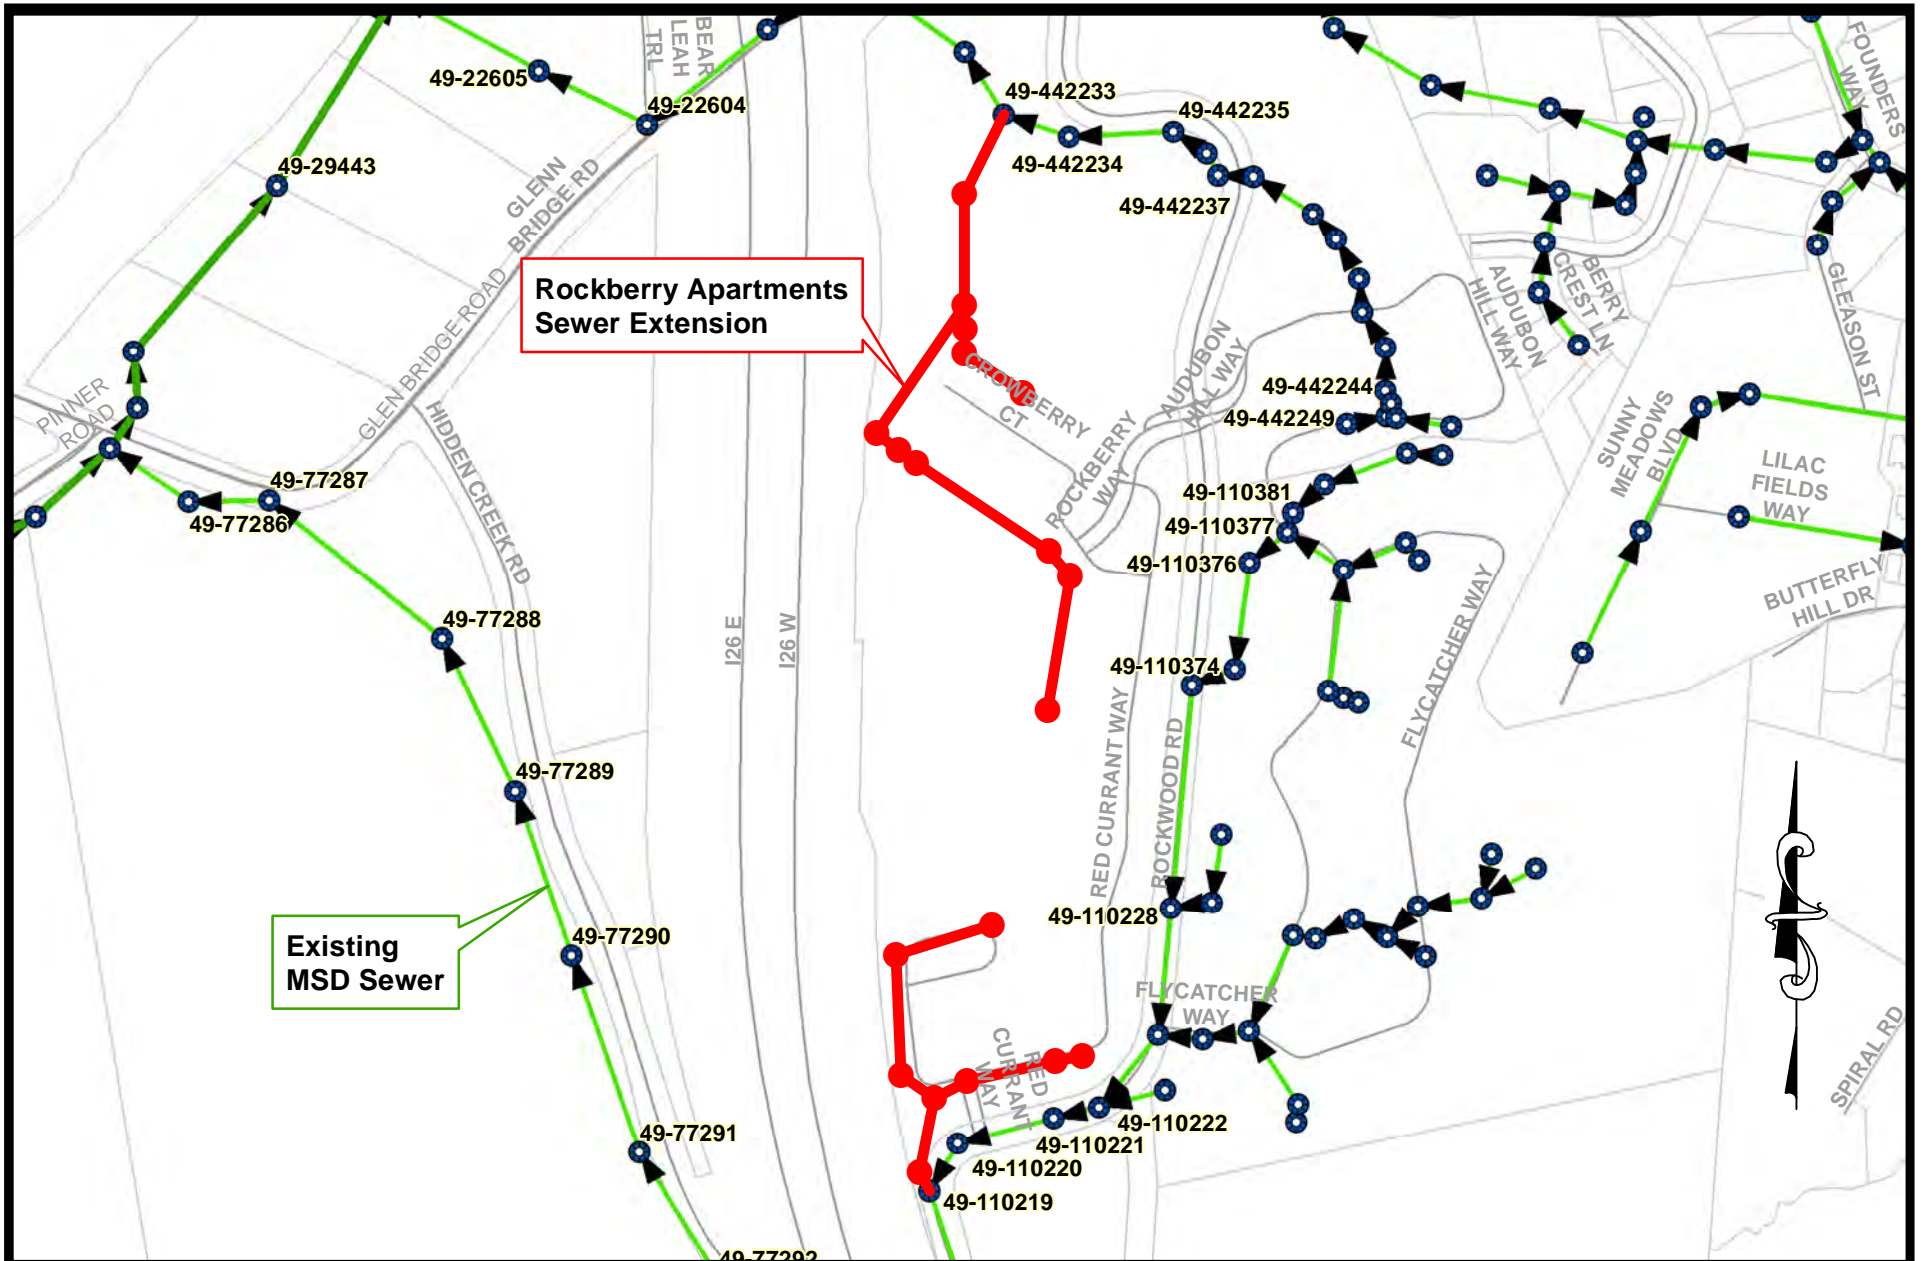 BEAR
LEAH
TRL
FOUNDERS
WAY
49-22605
49-22604
49-442233
49-442235
49-442234
49-29443
GLENN
BRIDGE RD
49-442237
Rockberry Apartments
Sewer Extension
GLEN BRIDGE ROAD
AUDUBON
HILL WAY
BERRY
CREST LN
AUDUBON
HILL WAY
GLEASON ST
CROWBERRY
CT
PINNER
ROAD
HIDDEN CREEK RD
49-442244
49-442249
ROCKBERRY
WAY
SUNNY
MEADOWS
BLVD
LILAC
FIELDS
WAY
49-77287
49-77286
49-110381
49-110377
49-110376
BUTTERFLY
HILL DR
49-77288
I26 E
I26 W
FLYCATCHER WAY
49-110374
RED CURRANT WAY
ROCKWOOD RD
49-77289
49-110228
Existing
MSD Sewer
49-77290
FLYCATCHER
WAY
RED
CURRANT
WAY
SPIRAL RD
49-77291
49-110222
49-110221
49-110220
49-110219
49-77292